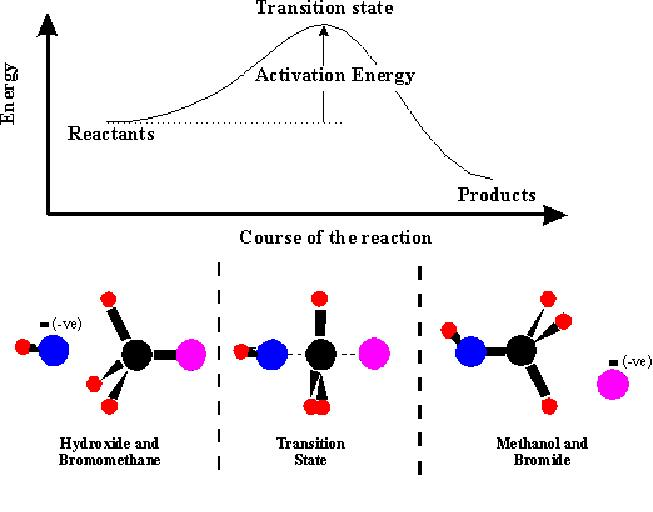 Transition state
Energy
Activation Energy
Reactants
Products
Course of the reaction
- (-ve)
- (-ve)
Hydroxide and
Bromomethane
Transition
State
Methanol and
Bromide